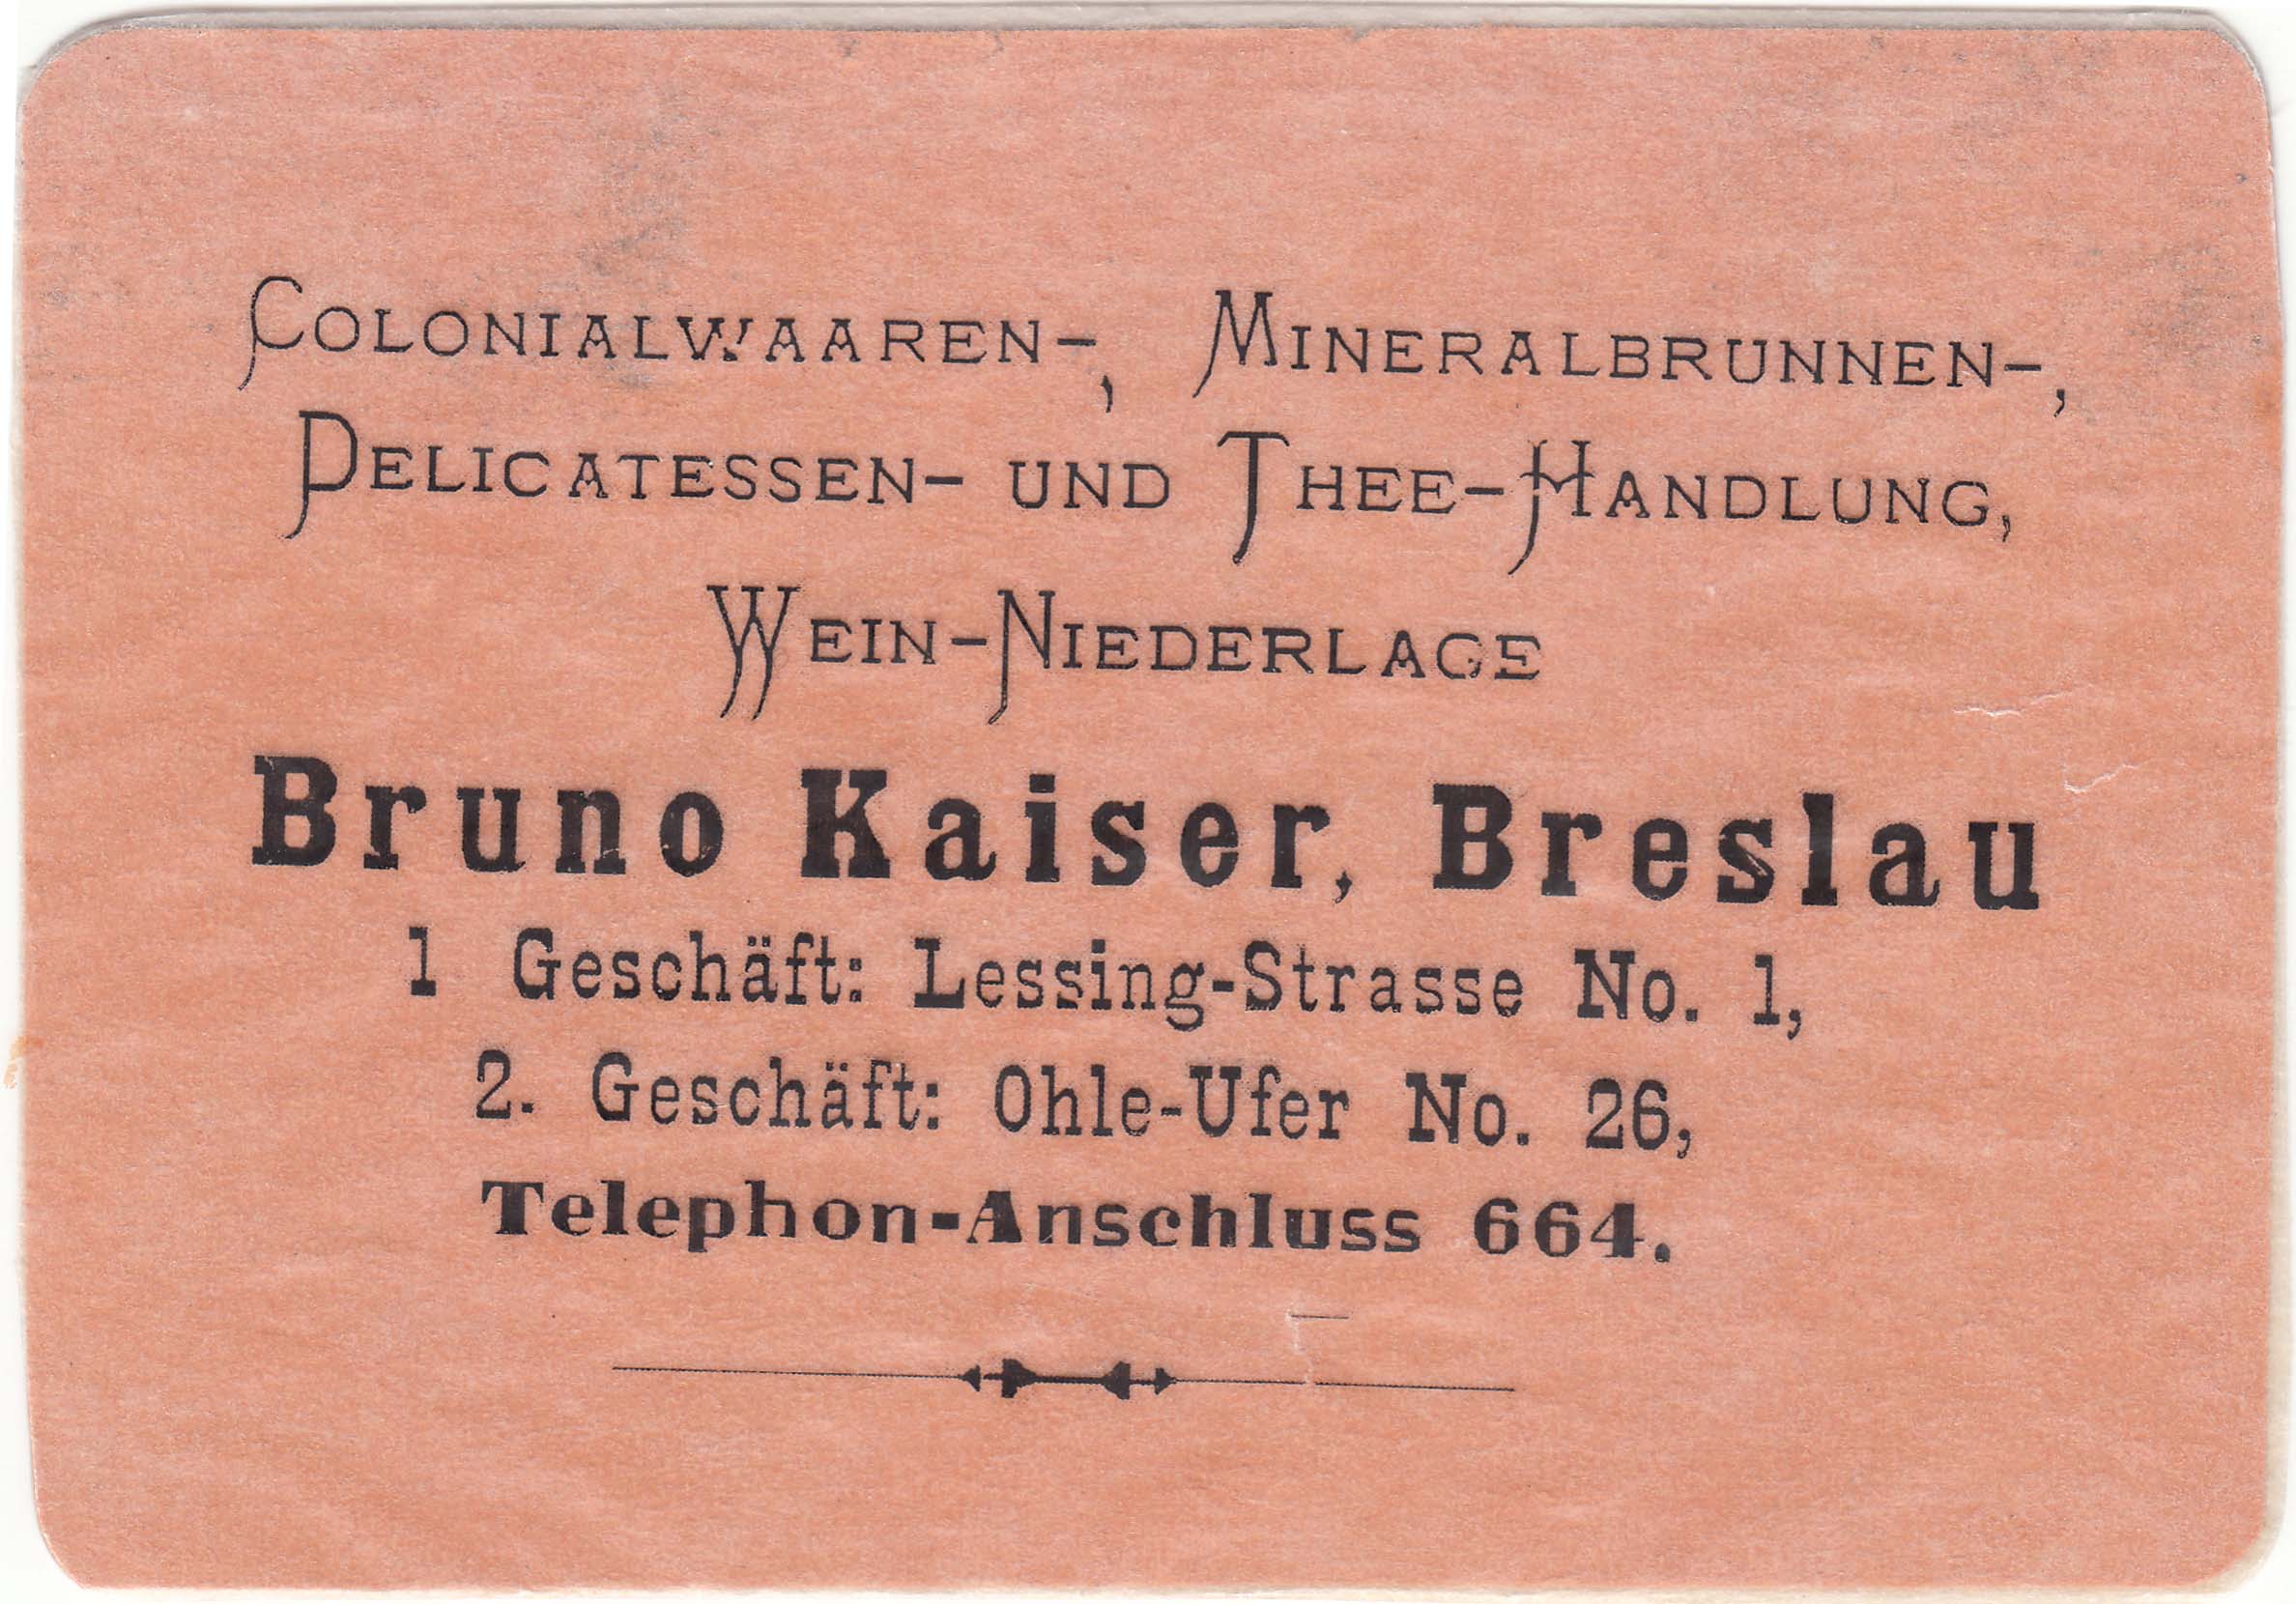 Colonialwaaren-, Mineralbrunnen-,
Delicatessen- und Thee-Handlung,
Wein-Niederlage
Bruno Kaiser, Breslau
1 Geschäft: Lessing-Strasse No. 1,
2. Geschäft: Ohle-Ufer No. 26,
Telephon-Anschluss 664.